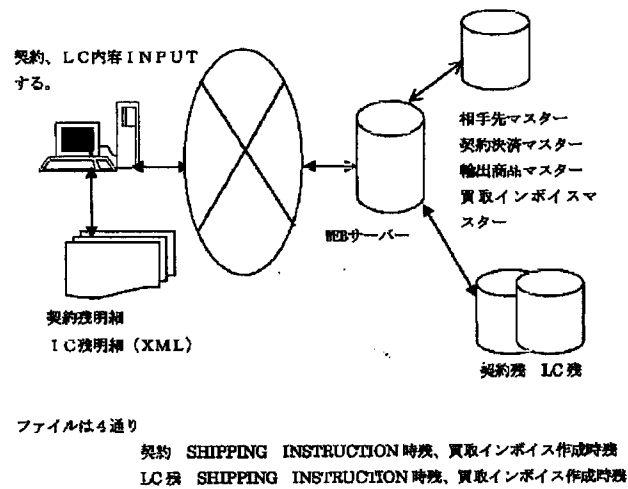 契約、LC内容INPUT
する。
相手先マスター
契約決済マスター
輸出商品マスター
買取インボイスマ
スター
WEBサーバー
契約残明細
LC残明細（XML）
契約残 LC残
ファイルは4通り
契約 SHIPPING INSTRUCTION時残、買取インボイス作成時残
LC残 SHIPPING INSTRUCTION時残、買取インボイス作成時残